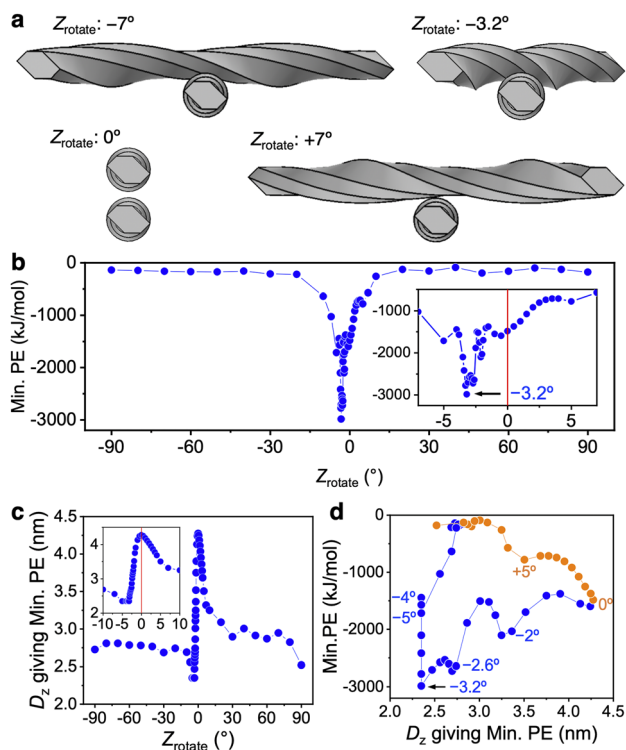 a
Zrotate: −7º
Zrotate: −3.2º
Zrotate: 0º
Zrotate: +7º
b
Min. PE (kJ/mol)
0
-1000
-2000
-3000
-90
-60
-30
0
30
60
90
Zrotate (°)
-1000
-2000
-3000
-5
0
5
−3.2º
c
Dz giving Min. PE (nm)
4.5
4.0
3.5
3.0
2.5
2.0
-90
-60
-30
0
30
60
90
Zrotate (°)
4
3
2
-10
0
10
d
Min.PE (kJ/mol)
0
-1000
-2000
-3000
2.0
2.5
3.0
3.5
4.0
4.5
Dz giving Min. PE (nm)
+5º
0º
−4º
−5º
−2º
−2.6º
−3.2º